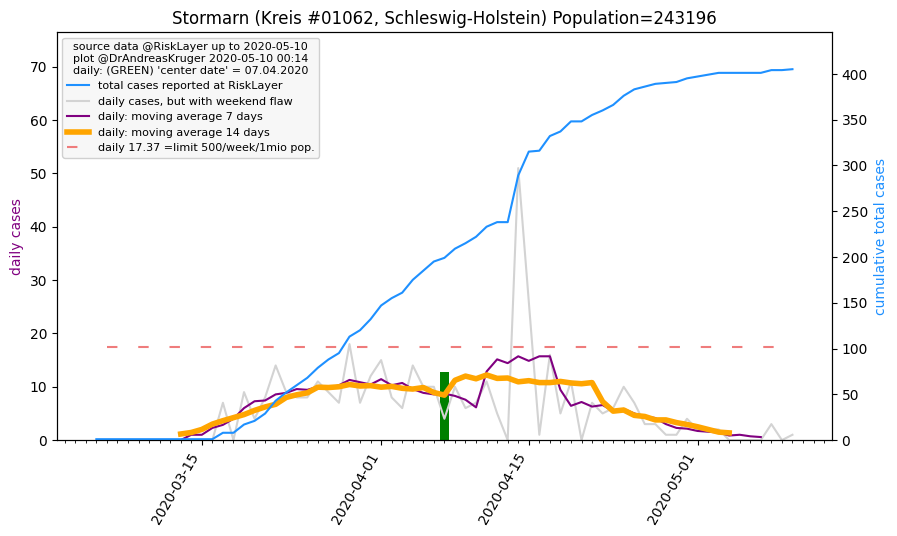 Stormarn (Kreis #01062, Schleswig-Holstein) Population=243196
source data @RiskLayer up to 2020-05-10
plot @DrAndreasKruger 2020-05-10 00:14
daily: (GREEN) 'center date' = 07.04.2020
total cases reported at RiskLayer
daily cases, but with weekend flaw
daily: moving average 7 days
daily: moving average 14 days
daily 17.37 =limit 500/week/1mio pop.
daily cases
70
60
50
40
30
20
10
0
cumulative total cases
400
350
300
250
200
150
100
50
0
2020-03-15
2020-04-01
2020-04-15
2020-05-01